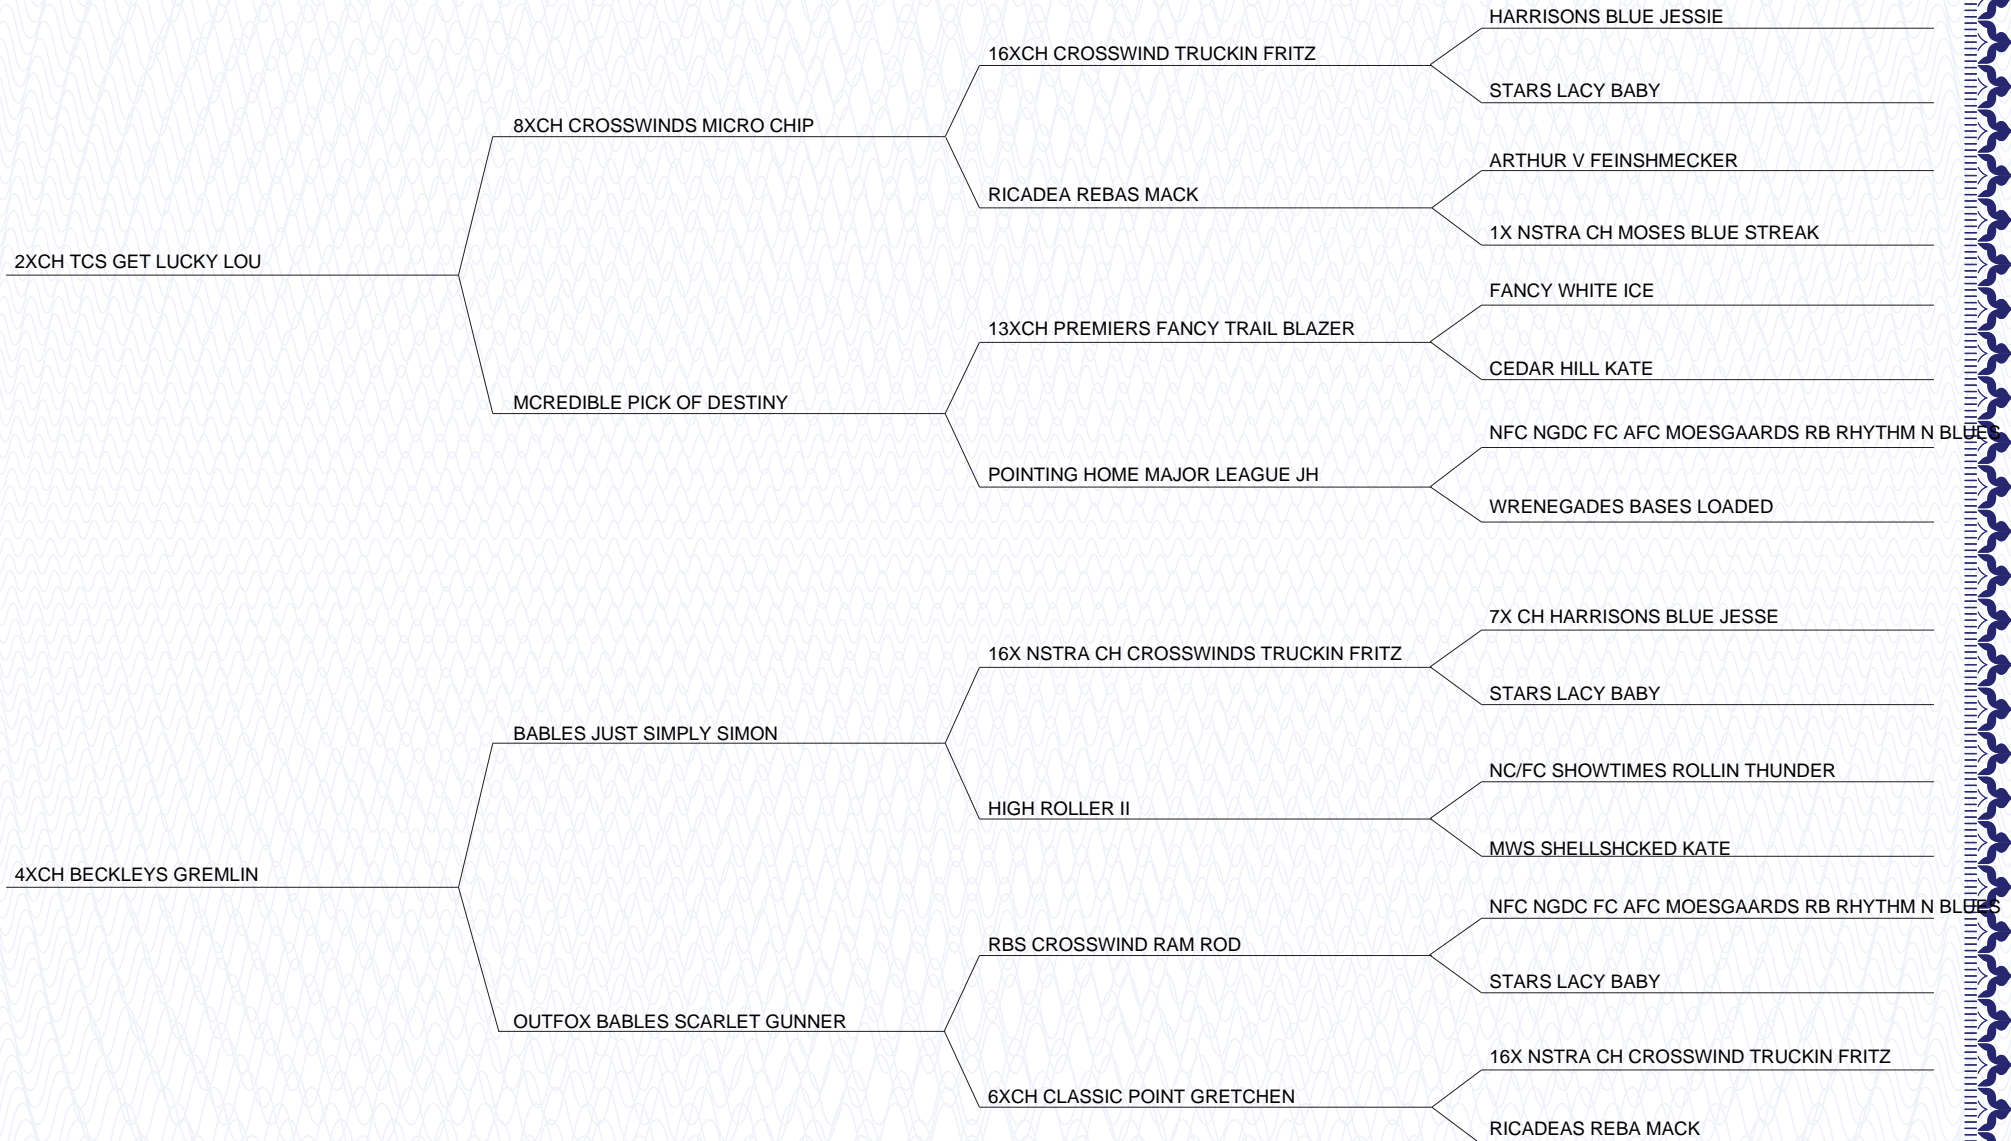 HARRISONS BLUE JESSIE
16XCH CROSSWIND TRUCKIN FRITZ
STARS LACY BABY
8XCH CROSSWINDS MICRO CHIP
ARTHUR V FEINSHMECKER
RICADEA REBAS MACK
1X NSTRA CH MOSES BLUE STREAK
2XCH TCS GET LUCKY LOU
FANCY WHITE ICE
13XCH PREMIERS FANCY TRAIL BLAZER
CEDAR HILL KATE
MCREDIBLE PICK OF DESTINY
NFC NGDC FC AFC MOESGAARDS RB RHYTHM N BLUES
POINTING HOME MAJOR LEAGUE JH
WRENEGADES BASES LOADED
7X CH HARRISONS BLUE JESSE
16X NSTRA CH CROSSWINDS TRUCKIN FRITZ
STARS LACY BABY
BABLES JUST SIMPLY SIMON
NC/FC SHOWTIMES ROLLIN THUNDER
HIGH ROLLER II
MWS SHELLSHCKED KATE
4XCH BECKLEYS GREMLIN
NFC NGDC FC AFC MOESGAARDS RB RHYTHM N BLUES
RBS CROSSWIND RAM ROD
STARS LACY BABY
OUTFOX BABLES SCARLET GUNNER
16X NSTRA CH CROSSWIND TRUCKIN FRITZ
6XCH CLASSIC POINT GRETCHEN
RICADEAS REBA MACK